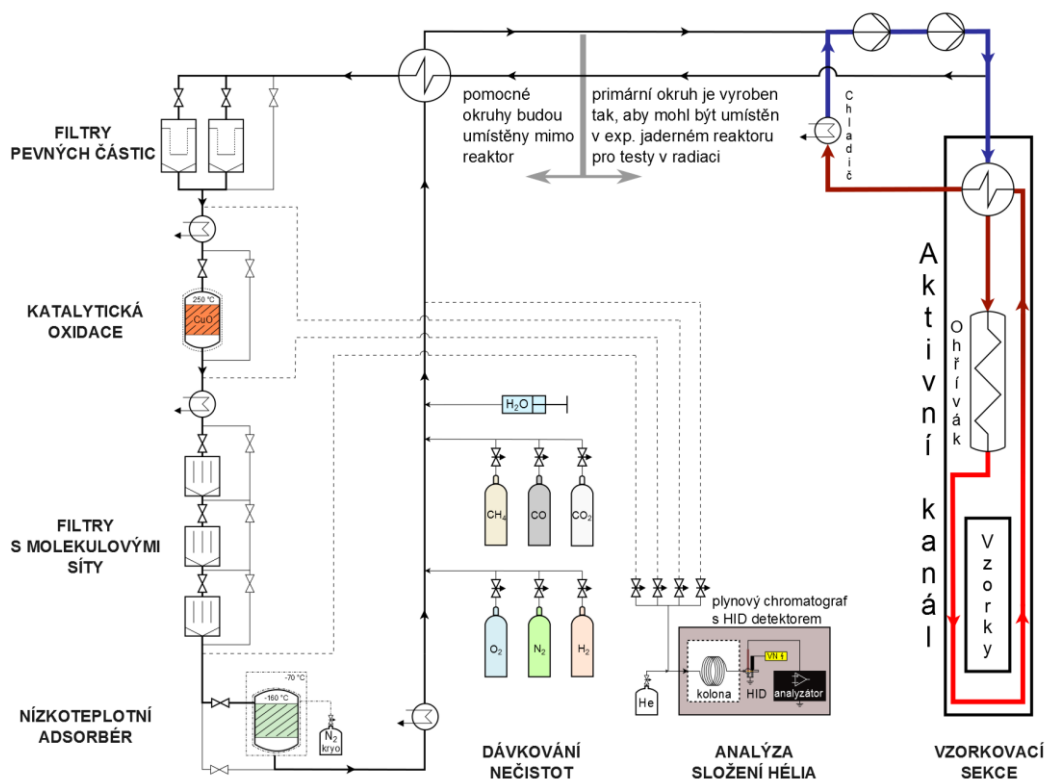 pomocné
okruhy budou
umístěny mimo
reaktor
primární okruh je vyroben
tak, aby mohl být umístěn
v exp. jaderném reaktoru
pro testy v radiaci
Chladič
FILTRY
PEVNÝCH ČÁSTIC
KATALYTICKÁ
OXIDACE
250 °C
CuO
FILTRY
S MOLEKULOVÝMI
SÍTY
NÍZKOTEPLOTNÍ
ADSORBÉR
-70 °C
-160 °C
N₂
kryo
H₂O
CH₄
CO
CO₂
O₂
N₂
H₂
DÁVKOVÁNÍ
NEČISTOT
plynový chromatograf
s HID detektorem
He
kolona
HID
VN
analyzátor
ANALÝZA
SLOŽENÍ HÉLIA
Aktivní kanál
Ohřívák
Vzorky
VZORKOVACÍ
SEKCE